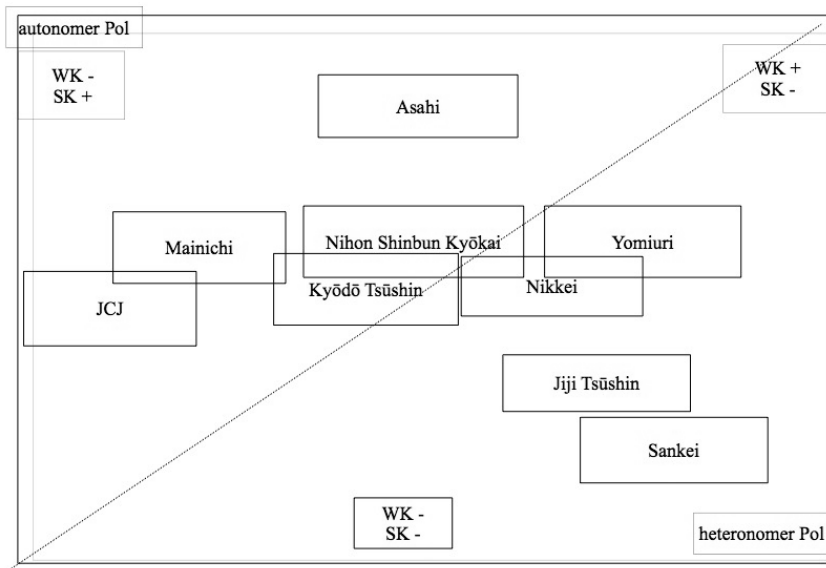 autonomer Pol
WK -
SK +
WK +
SK -
Asahi
Mainichi
Nihon Shinbun Kyōkai
Yomiuri
JCJ
Kyōdō Tsūshin
Nikkei
Jiji Tsūshin
Sankei
WK -
SK -
heteronomer Pol